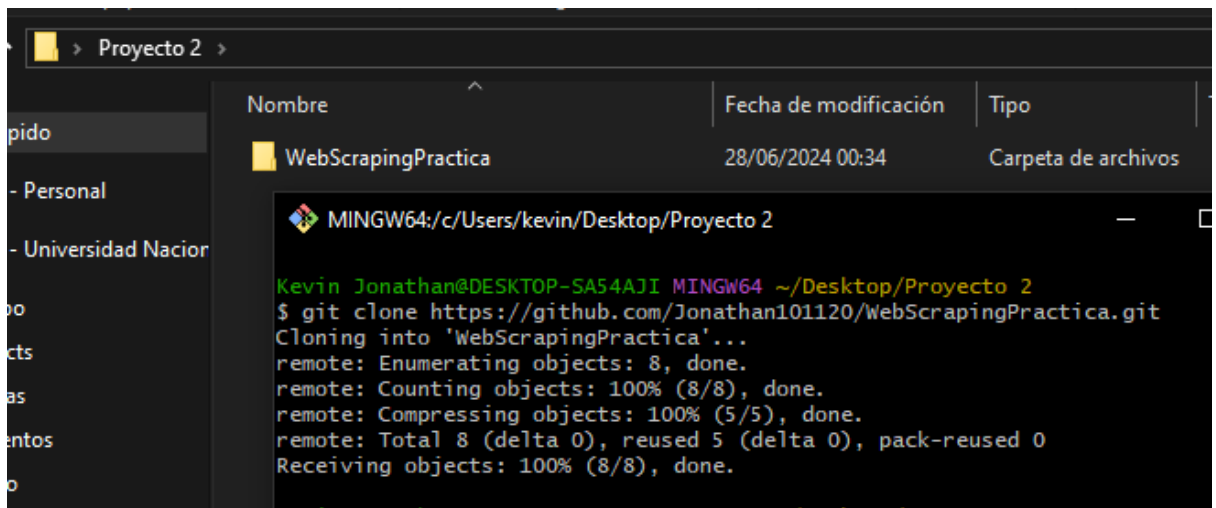 Proyecto 2
Nombre Fecha de modificación Tipo
pido
WebScrapingPractica 28/06/2024 00:34 Carpeta de archivos
- Personal
- Universidad Nacion
cts
as
entos
o
MINGW64:/c/Users/kevin/Desktop/Proyecto 2
Kevin Jonathan@DESKTOP-SA54AJI MINGW64 ~/Desktop/Proyecto 2
$ git clone https://github.com/Jonathan101120/WebScrapingPractica.git
Cloning into 'WebScrapingPractica'...
remote: Enumerating objects: 8, done.
remote: Counting objects: 100% (8/8), done.
remote: Compressing objects: 100% (5/5), done.
remote: Total 8 (delta 0), reused 5 (delta 0), pack-reused 0
Receiving objects: 100% (8/8), done.